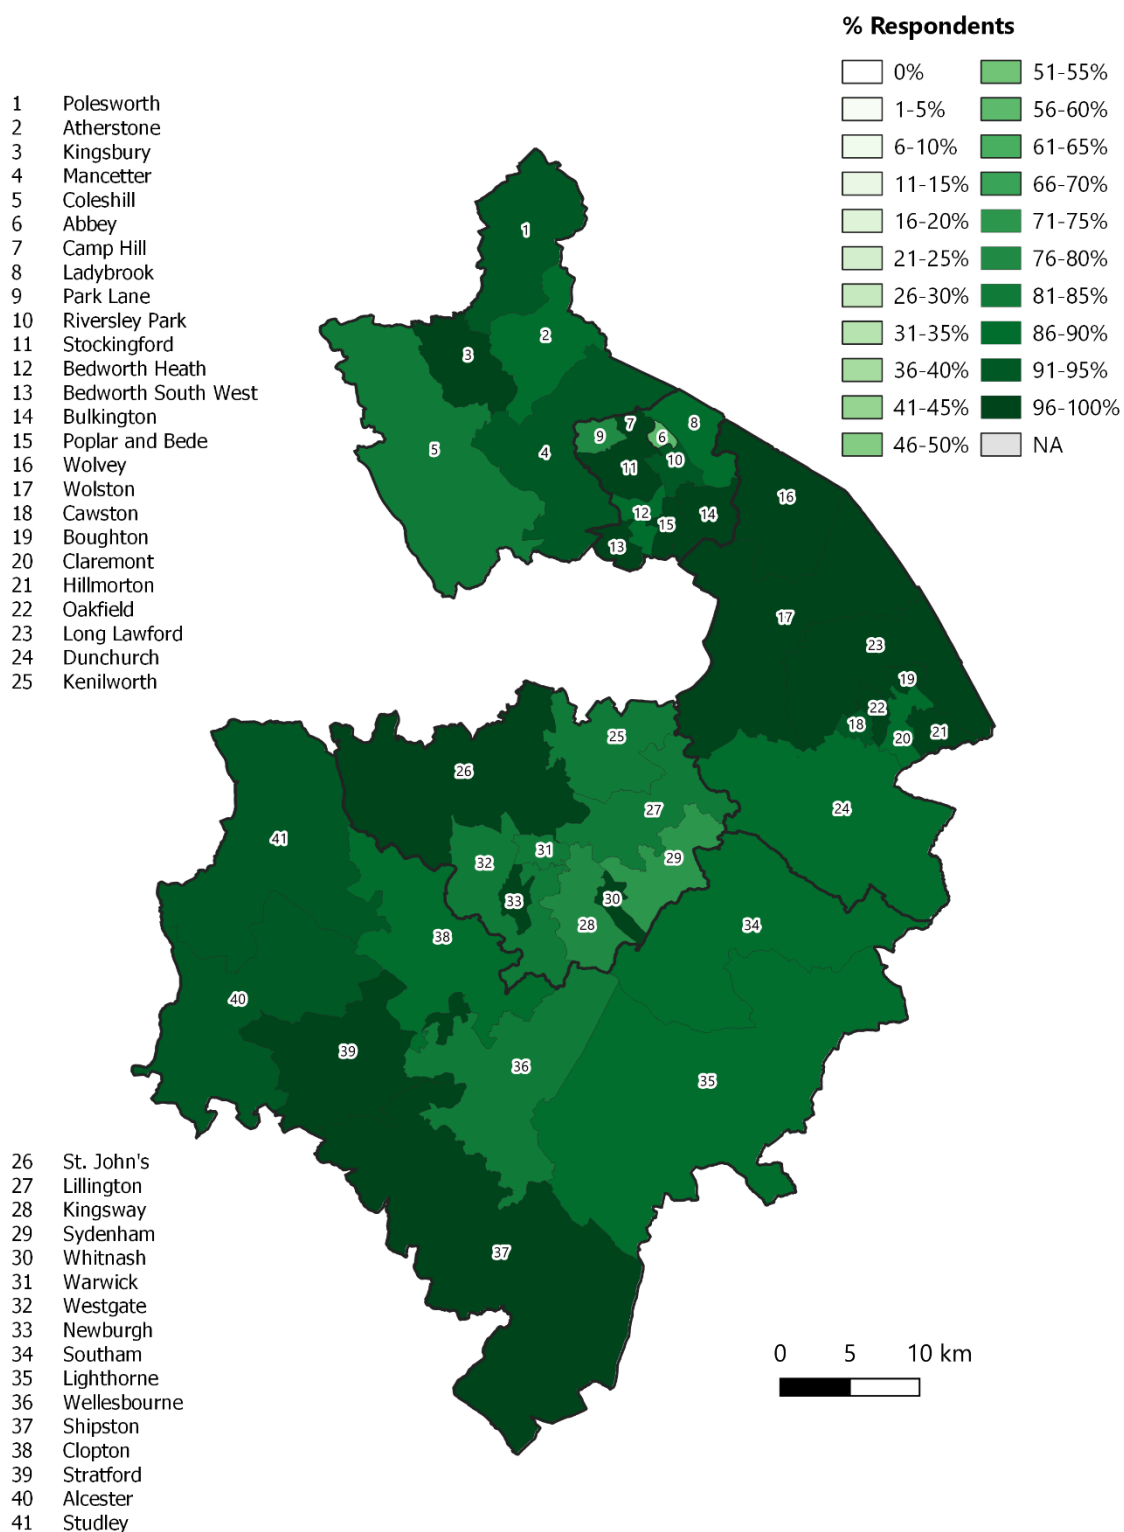 % Respondents
0% 51-55%
1-5% 56-60%
6-10% 61-65%
11-15% 66-70%
16-20% 71-75%
21-25% 76-80%
26-30% 81-85%
31-35% 86-90%
36-40% 91-95%
41-45% 96-100%
46-50% NA
1 Polesworth
2 Atherstone
3 Kingsbury
4 Mancetter
5 Coleshill
6 Abbey
7 Camp Hill
8 Ladybrook
9 Park Lane
10 Riversley Park
11 Stockingford
12 Bedworth Heath
13 Bedworth South West
14 Bulkington
15 Poplar and Bede
16 Wolvey
17 Wolston
18 Cawston
19 Boughton
20 Claremont
21 Hillmorton
22 Oakfield
23 Long Lawford
24 Dunchurch
25 Kenilworth
1
2
3
9
7
6
8
5
4
11
10
16
12
15
14
13
17
23
19
22
18
20
21
25
26
27
24
41
32
31
29
33
30
28
34
38
40
39
36
35
37
26 St. John's
27 Lillington
28 Kingsway
29 Sydenham
30 Whitnash
31 Warwick
32 Westgate
33 Newburgh
34 Southam
35 Lighthorne
36 Wellesbourne
37 Shipston
38 Clopton
39 Stratford
40 Alcester
41 Studley
0 5 10 km